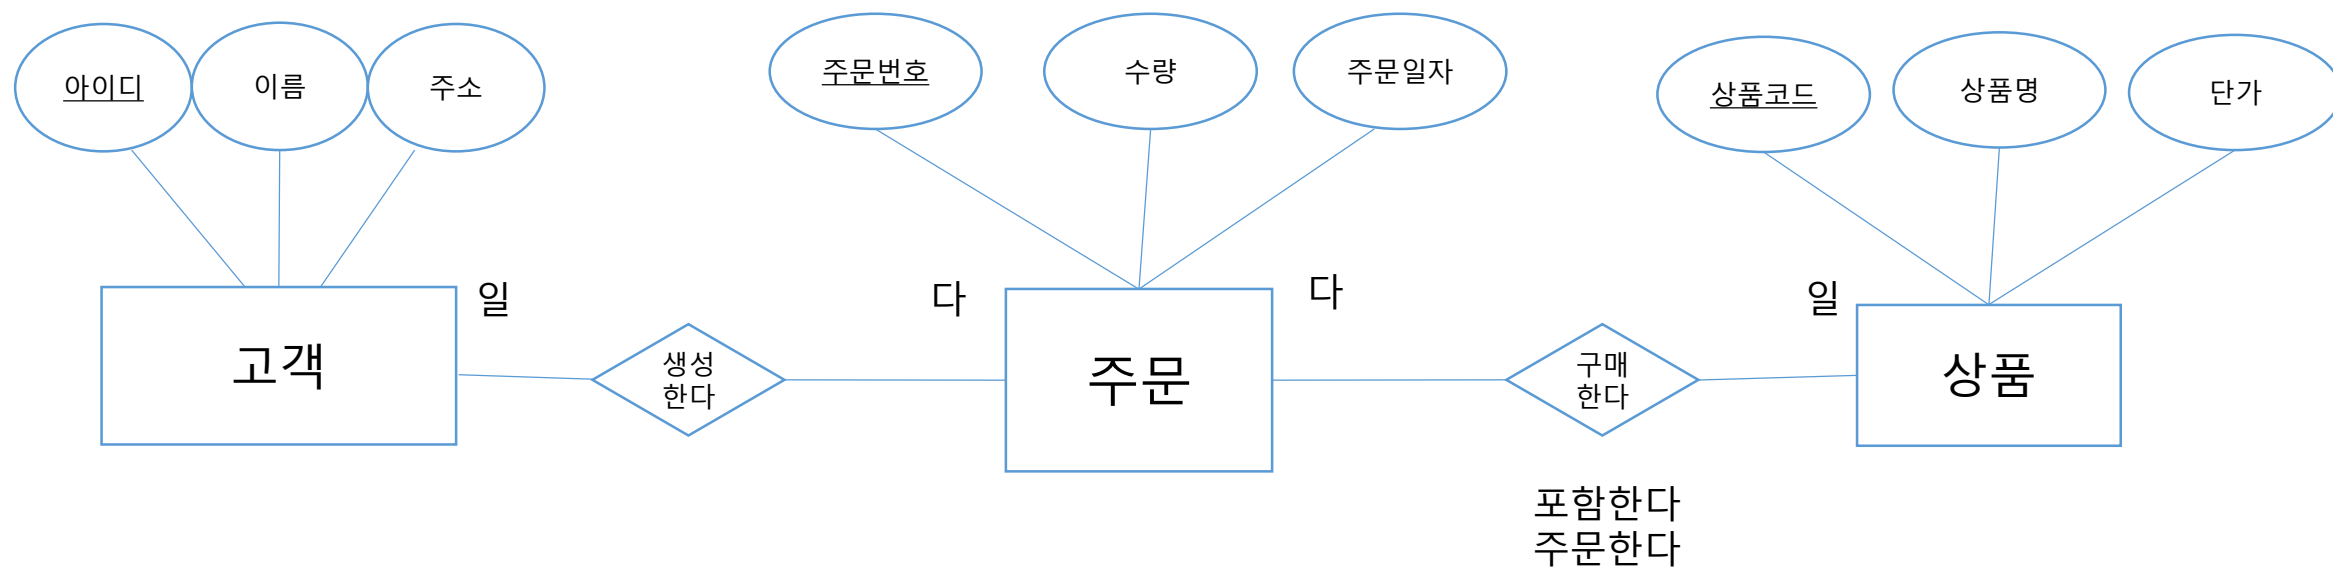 아이디
이름
주소
주문번호
수량
주문일자
상품코드
상품명
단가
일
다
다
일
고객
생성
한다
주문
구매
한다
상품
포함한다
주문한다